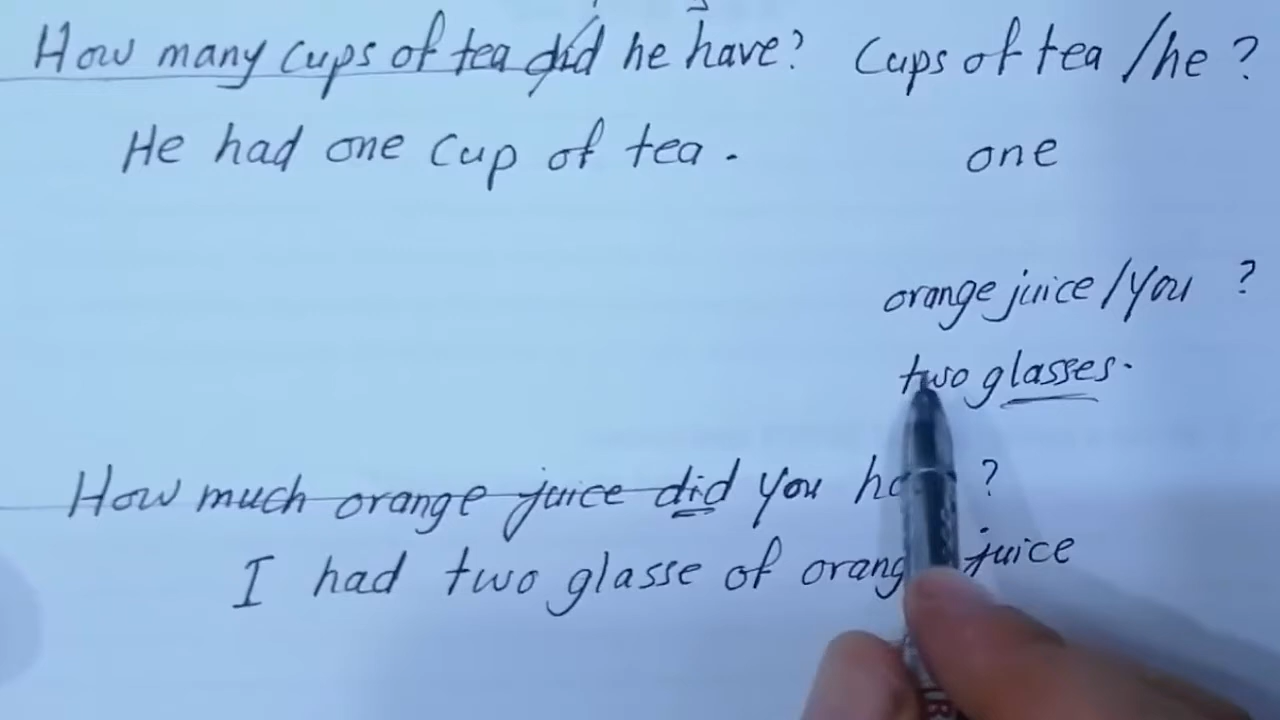 How many cups of tea did he have? Cups of tea /he ?
He had one cup of tea. one
orange juice/you ?
two glasses.
How much orange juice did you ?
I had two glasse of juice